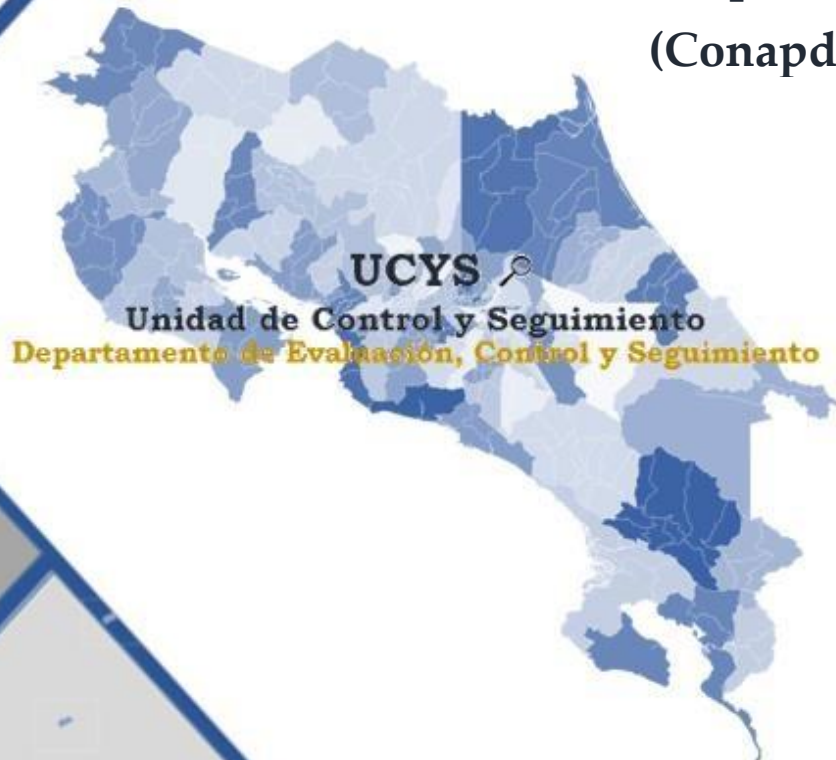 (Conapd
UCYS
Unidad de Control y Seguimiento
Departamento de Evaluación, Control y Seguimiento